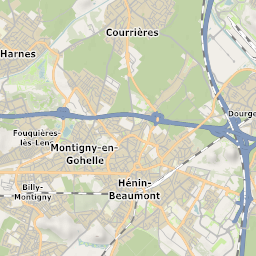 Courrières
Harnes
Dourge
Fouquières
lès-Lens
Montigny-en-
Gohelle
Billy-
Montigny
Hénin-
Beaumont